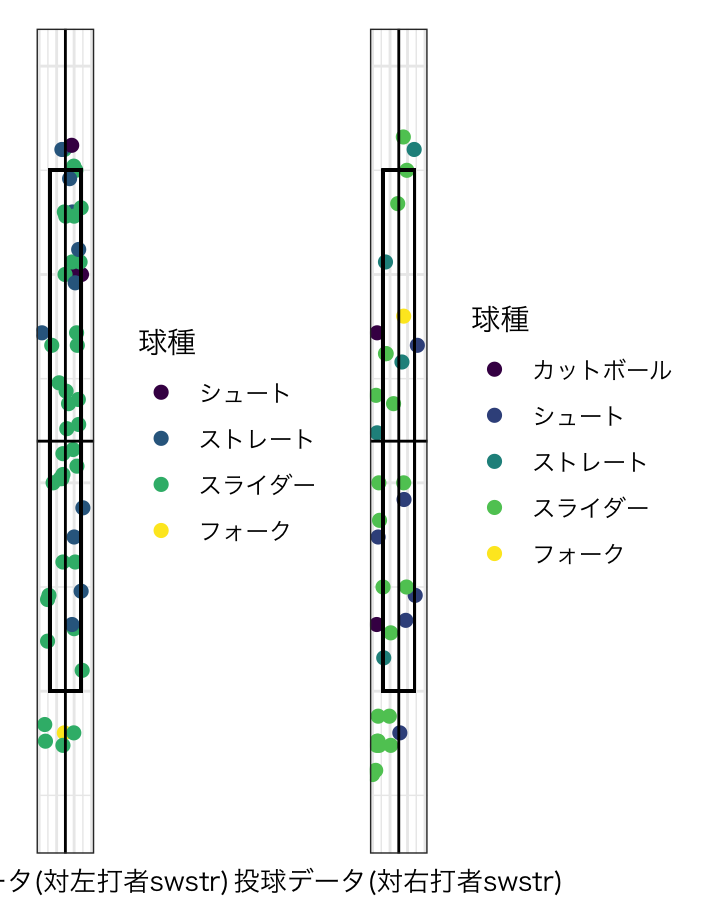 球種
シュート
ストレート
スライダー
フォーク
球種
カットボール
シュート
ストレート
スライダー
フォーク
ータ(対左打者swstr)
投球データ(対右打者swstr)